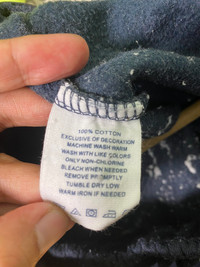 100% COTTON
EXCLUSIVE OF DECORATION
MACHINE WASH WARM
WASH WITH LIKE COLORS
ONLY NON-CHLORINE
BLEACH WHEN NEEDED
REMOVE PROMPTLY
TUMBLE DRY LOW
WARM IRON IF NEEDED